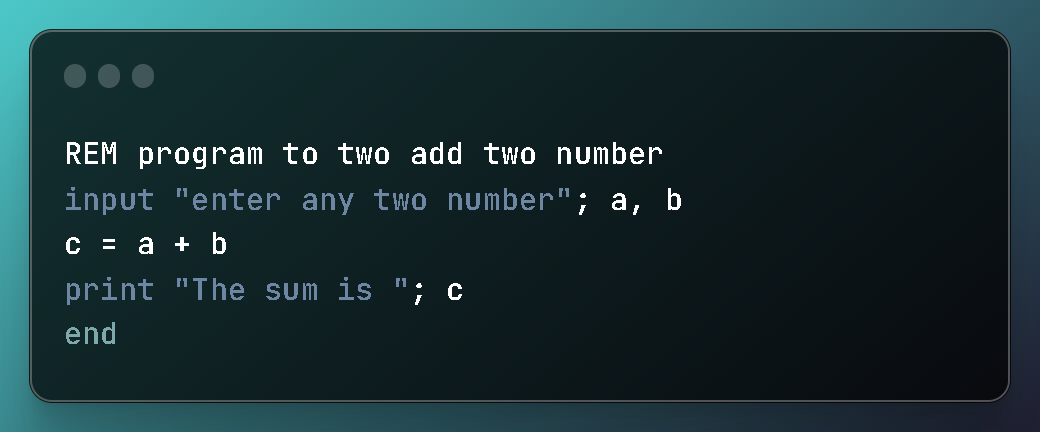 REM program to two add two number
input "enter any two number"; a, b
c = a + b
print "The sum is "; c
end